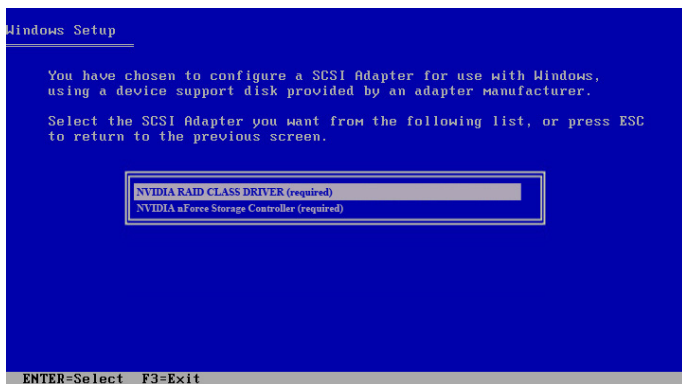 Windows Setup
You have chosen to configure a SCSI Adapter for use with Windows,
using a device support disk provided by an adapter manufacturer.
Select the SCSI Adapter you want from the following list, or press ESC
to return to the previous screen.
NVIDIA RAID CLASS DRIVER (required)
NVIDIA nForce Storage Controller (required)
ENTER=Select F3=Exit